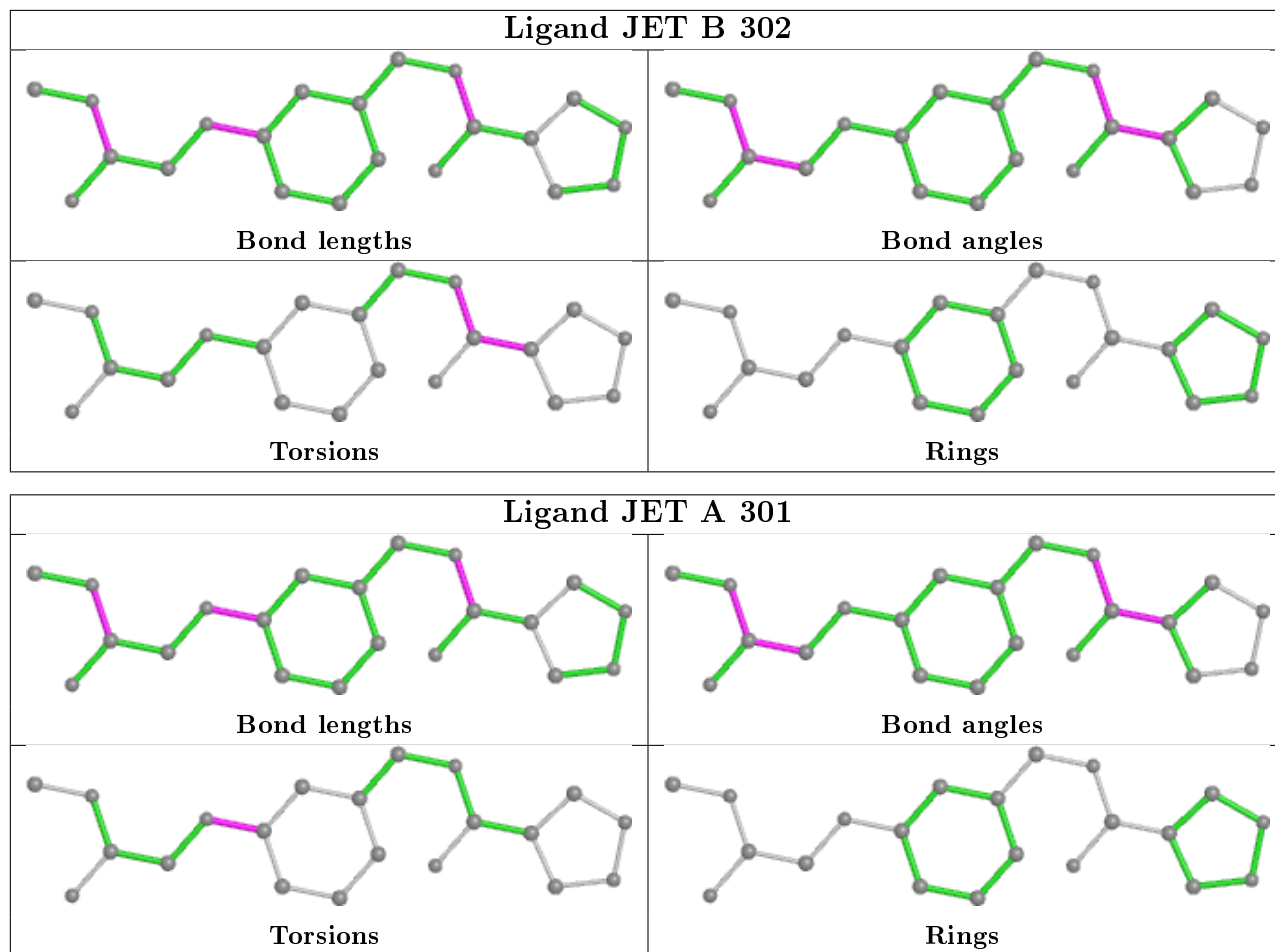 Ligand JET B 302
Bond lengths
Bond angles
Torsions
Rings
Ligand JET A 301
Bond lengths
Bond angles
Torsions
Rings